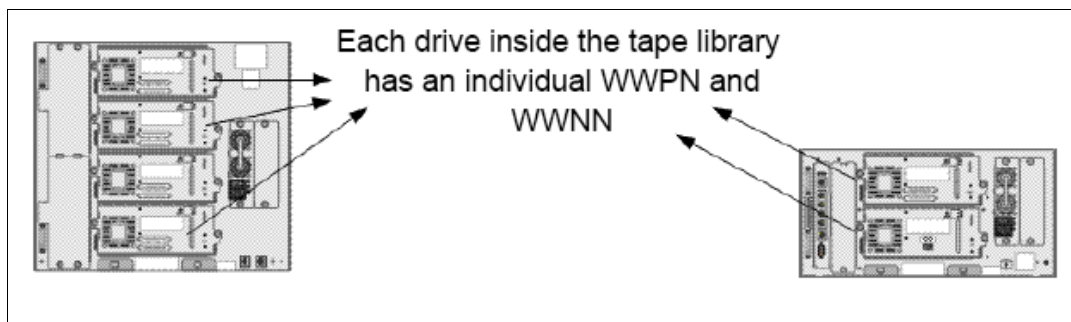 Each drive inside the tape library
has an individual WWPN and
WWNN